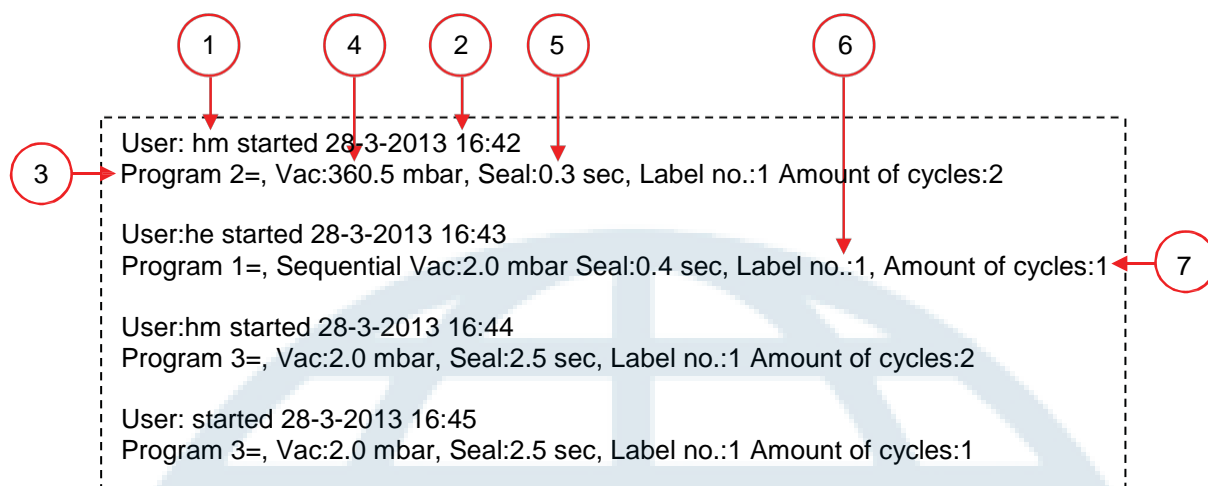 1 4 2 5 6
User: hm started 28-3-2013 16:42
3 Program 2=, Vac:360.5 mbar, Seal:0.3 sec, Label no.:1 Amount of cycles:2
User:he started 28-3-2013 16:43
Program 1=, Sequential Vac:2.0 mbar Seal:0.4 sec, Label no.:1, Amount of cycles:1 7
User:hm started 28-3-2013 16:44
Program 3=, Vac:2.0 mbar, Seal:2.5 sec, Label no.:1 Amount of cycles:2
User: started 28-3-2013 16:45
Program 3=, Vac:2.0 mbar, Seal:2.5 sec, Label no.:1 Amount of cycles:1